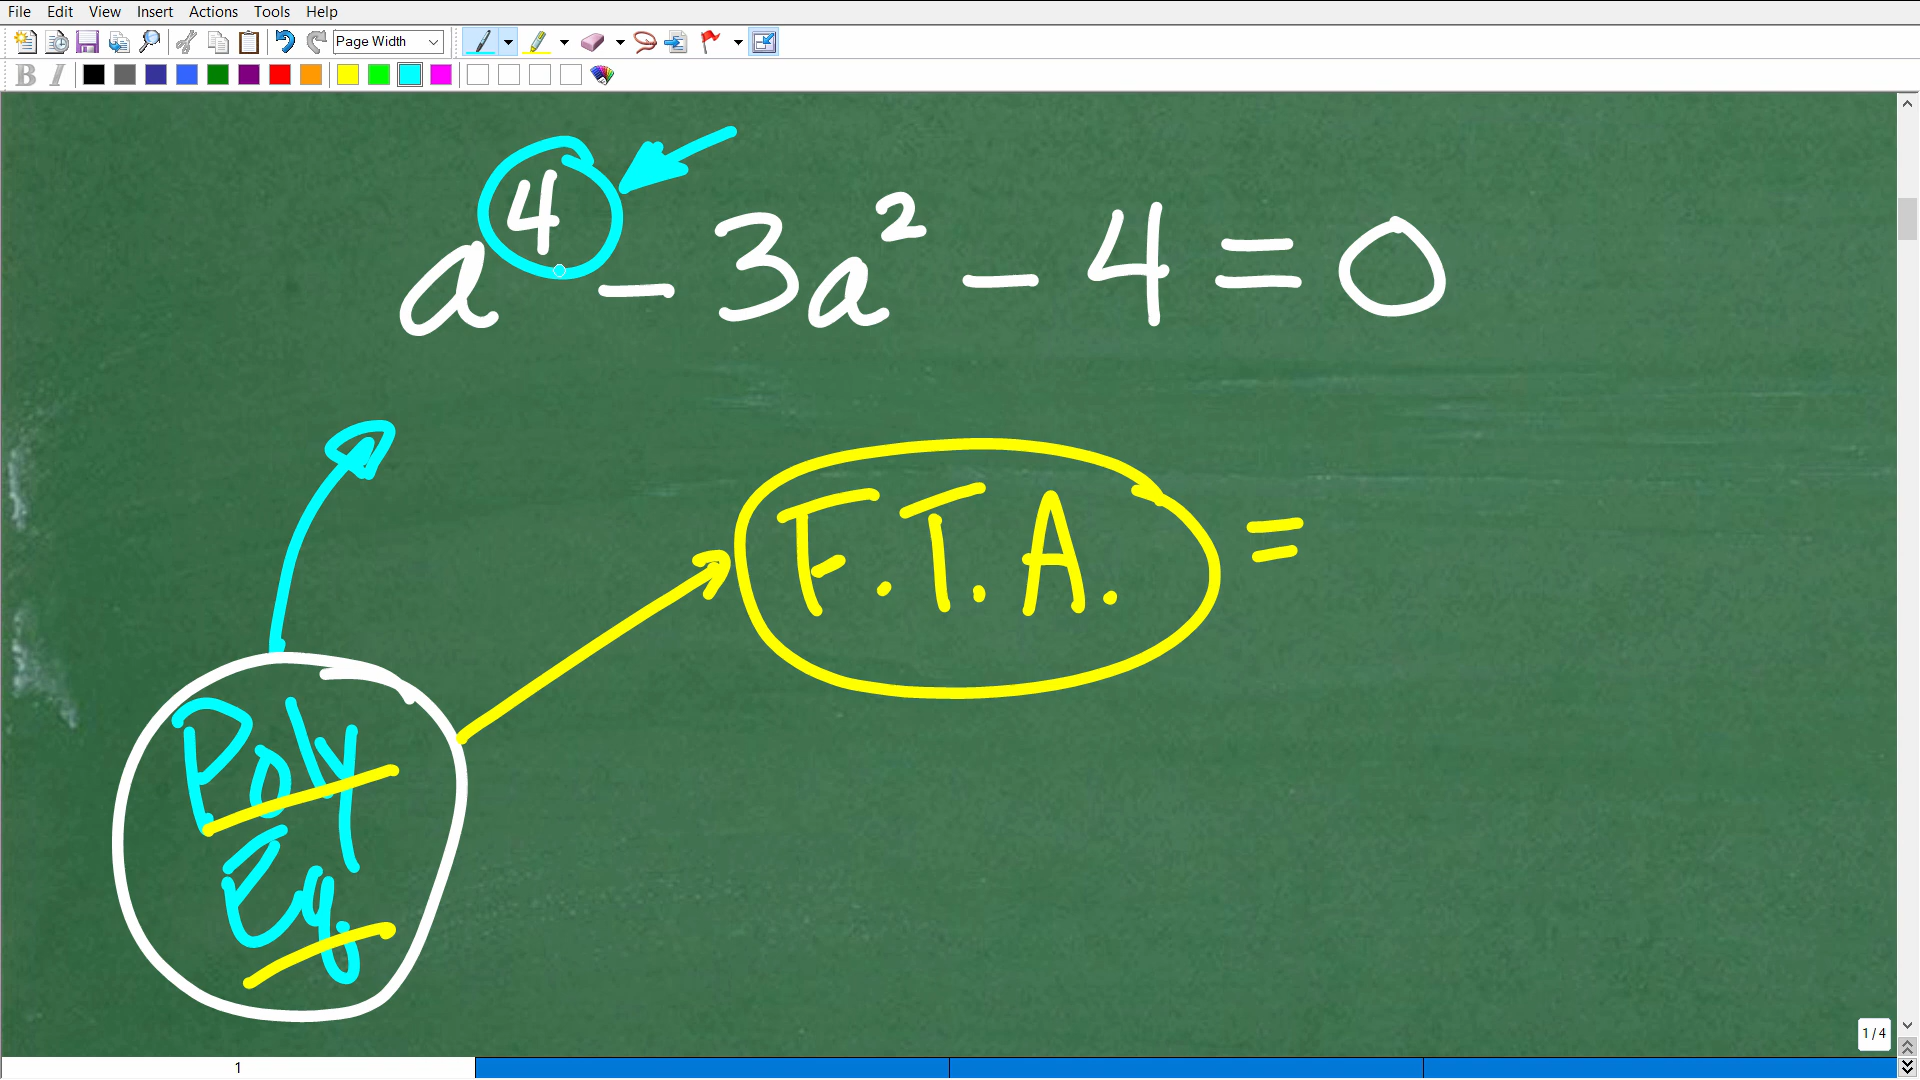 File Edit View Insert Actions Tools Help
Page Width
B I
a⁴ - 3a² - 4 = 0
F.T.A. =
Poly
Eq.
1 / 4
1